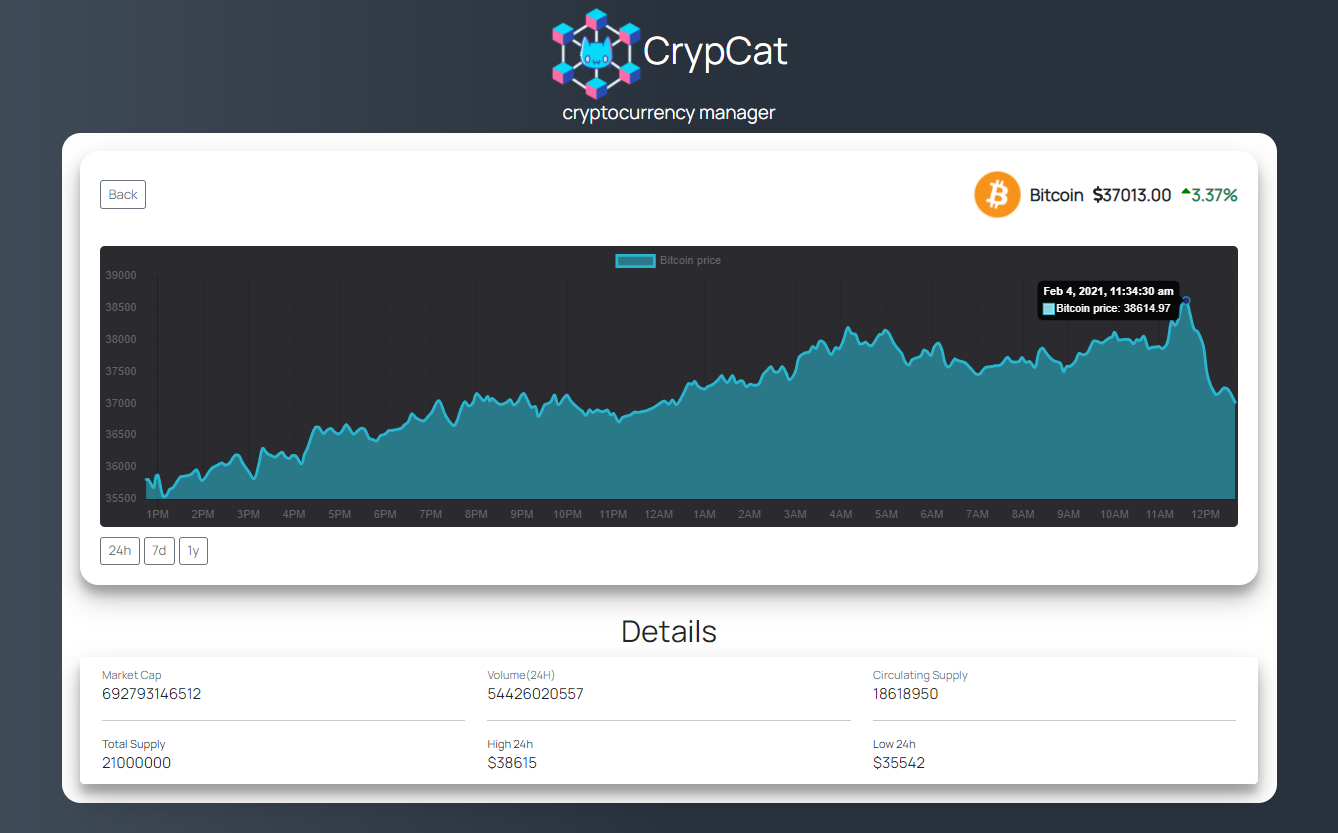 CrypCat
cryptocurrency manager
Back
Bitcoin $37013.00 3.37%
Bitcoin price
39000
38500
38000
37500
37000
36500
36000
35500
Feb 4, 2021, 11:34:30 am
Bitcoin price: 38614.97
1PM 2PM 3PM 4PM 5PM 6PM 7PM 8PM 9PM 10PM 11PM 12AM 1AM 2AM 3AM 4AM 5AM 6AM 7AM 8AM 9AM 10AM 11AM 12PM
24h 7d 1y
Details
Market Cap Volume(24H) Circulating Supply
692793146512 54426020557 18618950
Total Supply High 24h Low 24h
21000000 $38615 $35542